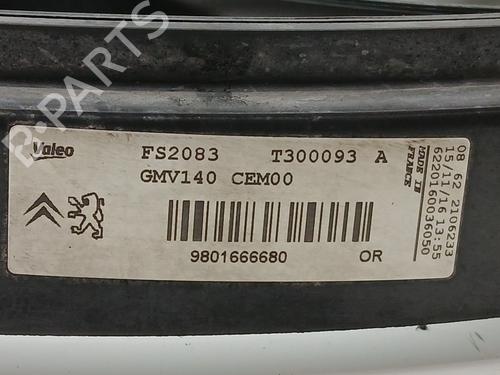 Valeo
FS2083 T300093 A
GMV140 CEM00
9801666680 OR
MADE IN
FRANCE
08 62 2106233
15/11/16 13:55
6220160036050
R-PARTS